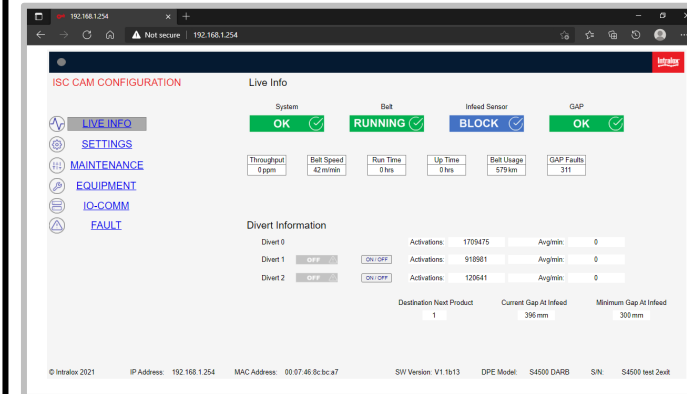 192.168.1.254
Not secure 192.168.1.254
intralox
ISC CAM CONFIGURATION
Live Info
LIVE INFO
SETTINGS
MAINTENANCE
EQUIPMENT
IO-COMM
FAULT
System Belt Infeed Sensor GAP
OK RUNNING BLOCK OK
Throughput Belt Speed Run Time Up Time Belt Usage GAP Faults
0 ppm 42 m/min 0 hrs 0 hrs 579 km 311
Divert Information
Divert 0 Activations: 1709475 Avg/min: 0
Divert 1 OFF ON / OFF Activations: 918981 Avg/min: 0
Divert 2 OFF ON / OFF Activations: 120641 Avg/min: 0
Destination Next Product Current Gap At Infeed Minimum Gap At Infeed
1 396 mm 300 mm
© Intralox 2021 IP Address: 192.168.1.254 MAC Address: 00:07:46:8c:bc:a7 SW Version: V1.1b13 DPE Model: S4500 DARB S/N: S4500 test 2exit